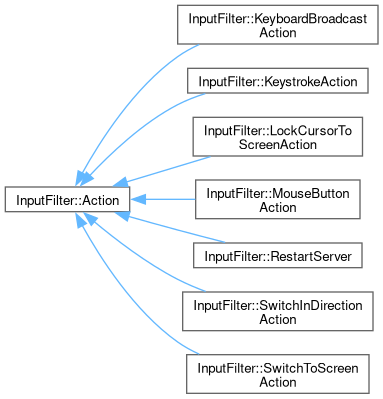 InputFilter::KeyboardBroadcast
Action
InputFilter::KeystrokeAction
InputFilter::LockCursorTo
ScreenAction
InputFilter::Action
InputFilter::MouseButton
Action
InputFilter::RestartServer
InputFilter::SwitchInDirection
Action
InputFilter::SwitchToScreen
Action